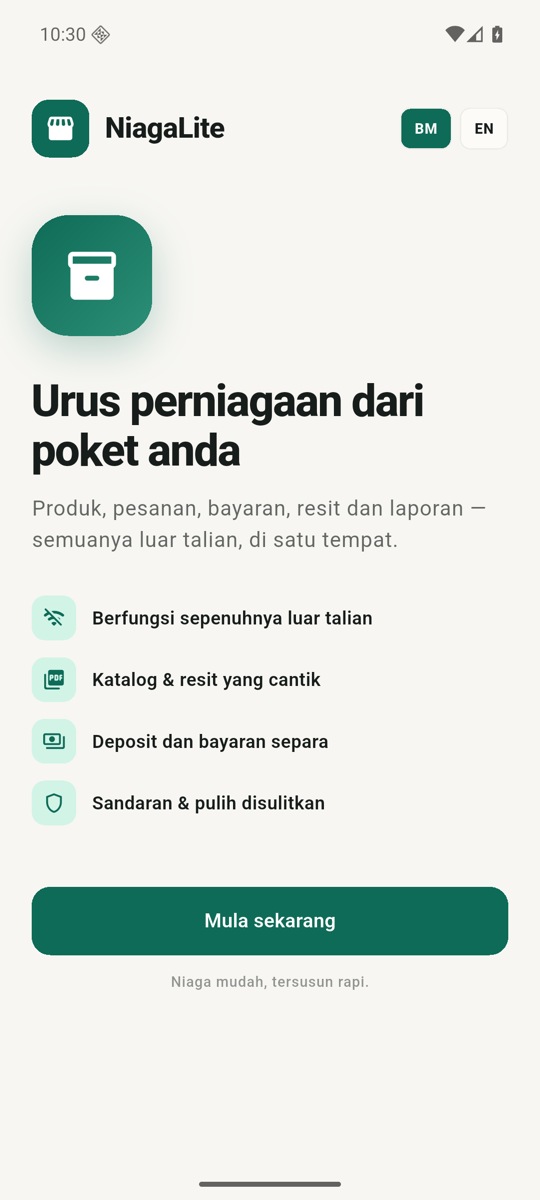 10:30
NiagaLite
BM
EN
Urus perniagaan dari
poket anda
Produk, pesanan, bayaran, resit dan laporan —
semuanya luar talian, di satu tempat.
Berfungsi sepenuhnya luar talian
PDF
Katalog & resit yang cantik
Deposit dan bayaran separa
Sandaran & pulih disulitkan
Mula sekarang
Niaga mudah, tersusun rapi.